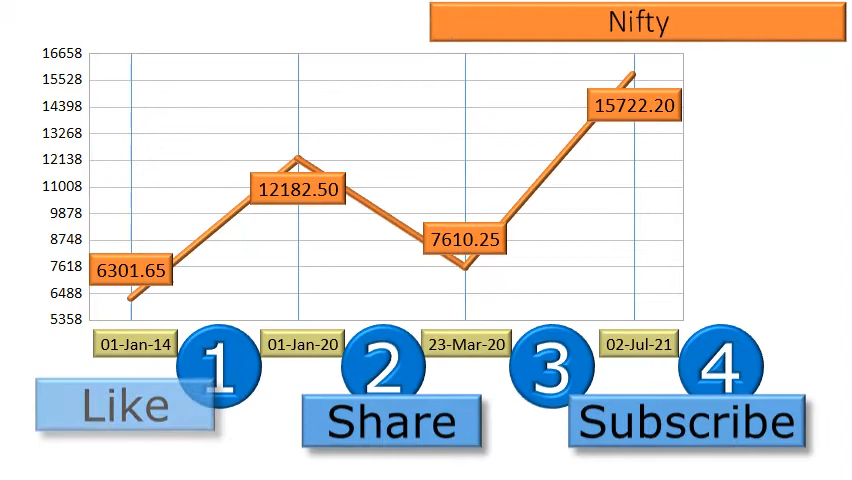 Nifty
16658
15528
14398
13268
12138
11008
9878
8748
7618
6488
5358
6301.65
12182.50
7610.25
15722.20
01-Jan-14
01-Jan-20
23-Mar-20
02-Jul-21
1
2
3
4
Like
Share
Subscribe